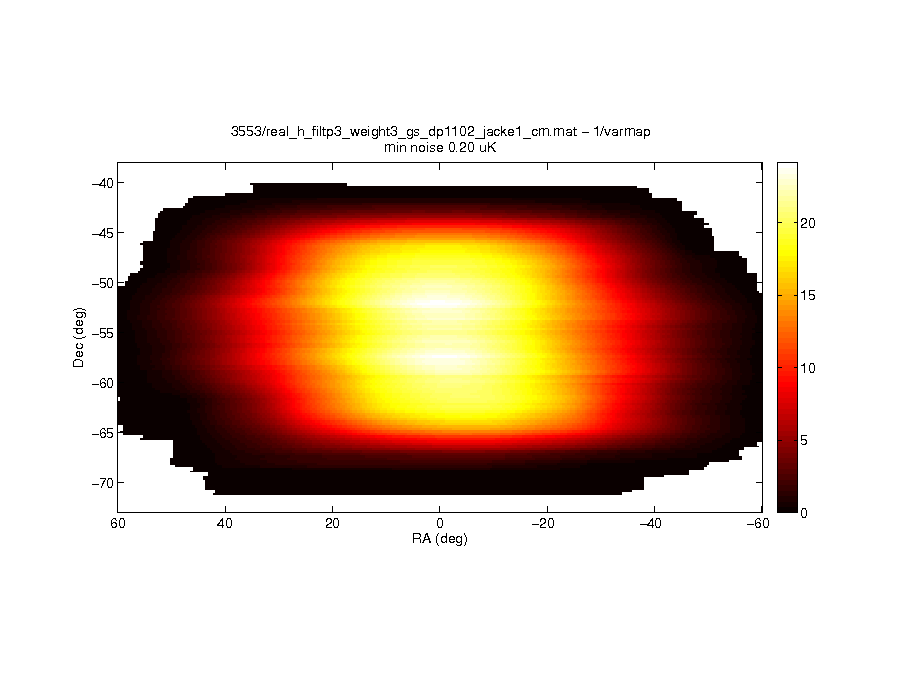 3553/real_h_filtp3_weight3_gs_dp1102_jacke1_cm.mat − 1/varmap
min noise 0.20 uK
−40
−45
−50
−55
−60
−65
−70
Dec (deg)
60 40 20 0 −20 −40 −60
RA (deg)
20
15
10
5
0